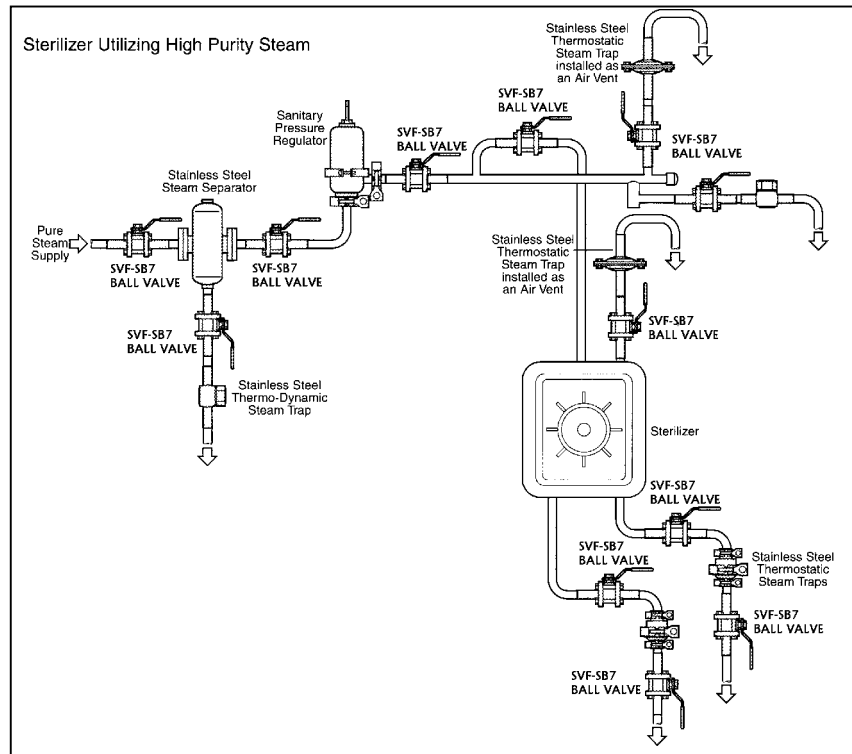 Sterilizer Utilizing High Purity Steam
Stainless Steel
Thermostatic
Steam Trap
installed as
an Air Vent
SVF-SB7
BALL VALVE
Sanitary
Pressure
Regulator
SVF-SB7
BALL VALVE
SVF-SB7
BALL VALVE
Stainless Steel
Steam Separator
Pure
Steam
Supply
SVF-SB7
BALL VALVE
SVF-SB7
BALL VALVE
Stainless Steel
Thermostatic
Steam Trap
installed as
an Air Vent
SVF-SB7
BALL VALVE
SVF-SB7
BALL VALVE
Stainless Steel
Thermo-Dynamic
Steam Trap
Sterilizer
SVF-SB7
BALL VALVE
SVF-SB7
BALL VALVE
Stainless Steel
Thermostatic
Steam Traps
SVF-SB7
BALL VALVE
SVF-SB7
BALL VALVE